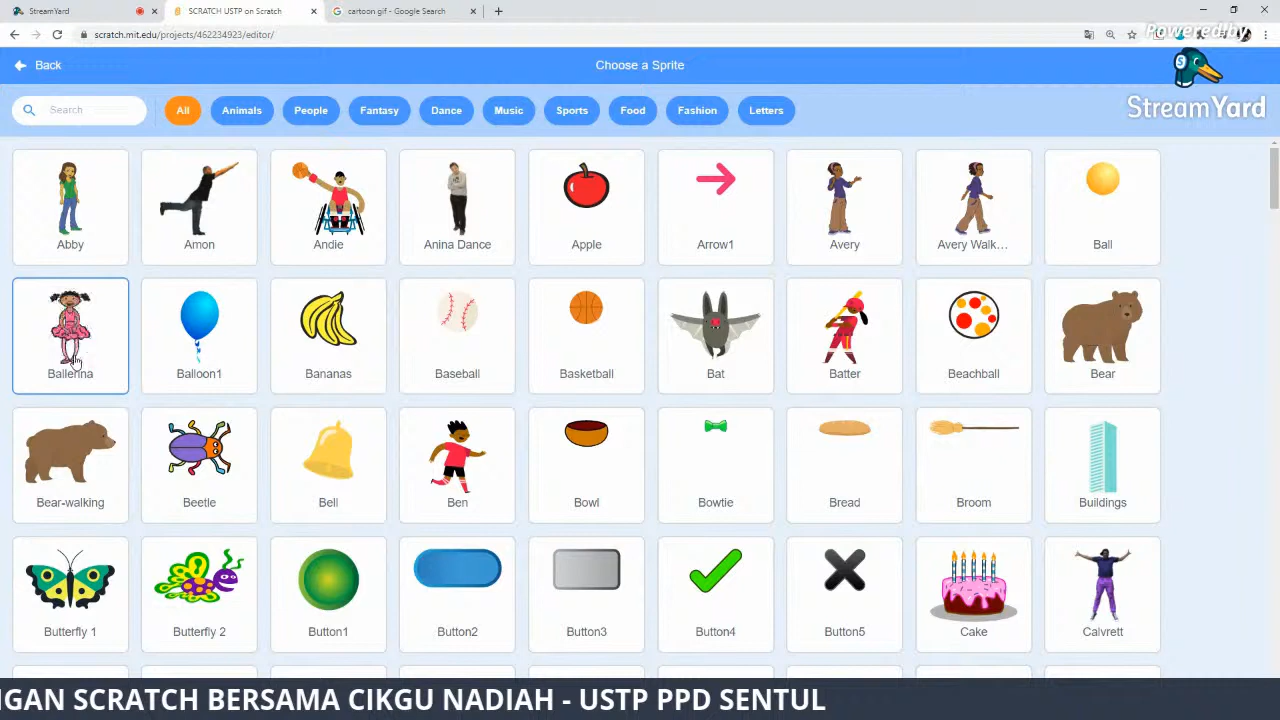 StreamYard
SCRATCH USTP on Scratch
cartoon gif - Google Search
scratch.mit.edu/projects/462234923/editor/
Powered by
Back
Choose a Sprite
StreamYard
Search
All
Animals
People
Fantasy
Dance
Music
Sports
Food
Fashion
Letters
Abby
Amon
Andie
Anina Dance
Apple
Arrow1
Avery
Avery Walk...
Ball
Ballerina
Balloon1
Bananas
Baseball
Basketball
Bat
Batter
Beachball
Bear
Bear-walking
Beetle
Bell
Ben
Bowl
Bowtie
Bread
Broom
Buildings
Butterfly 1
Butterfly 2
Button1
Button2
Button3
Button4
Button5
Cake
Calvrett
NGAN SCRATCH BERSAMA CIKGU NADIAH - USTP PPD SENTUL